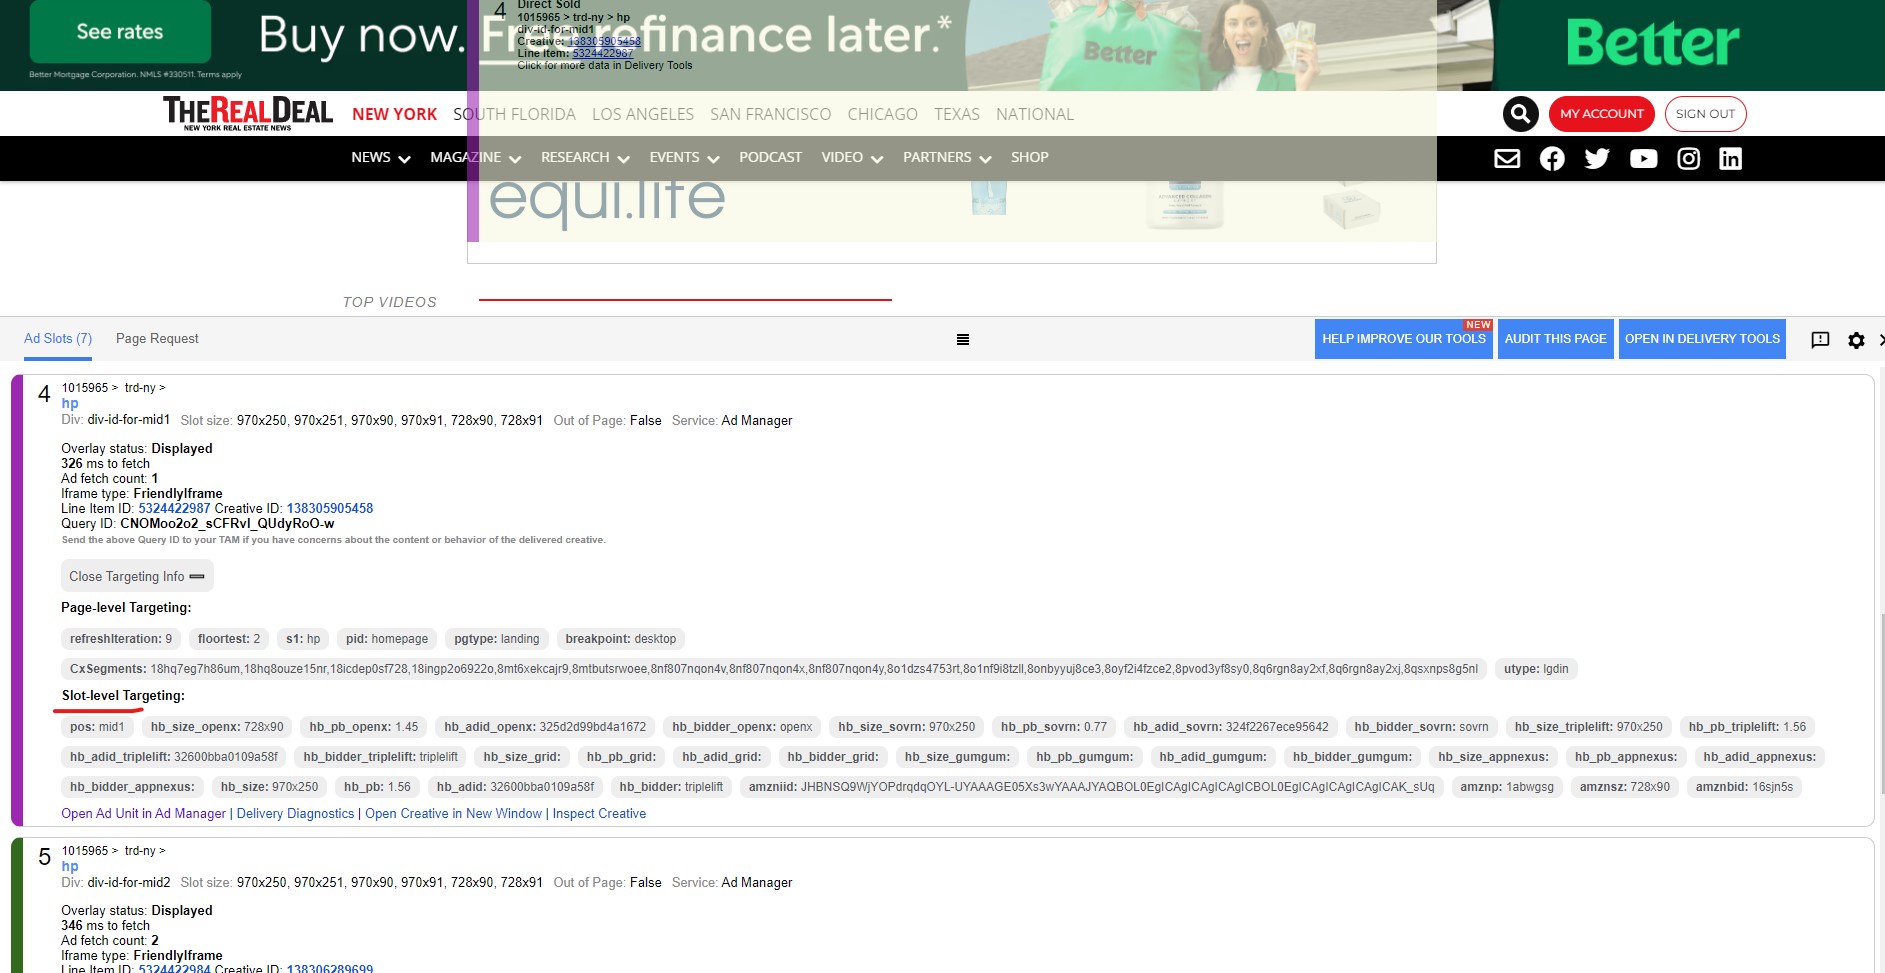 See rates
Buy now. Free refinance later.*
Better Mortgage Corporation. NMLS #330511. Terms apply
Better
Better
4
Direct Sold
1015965 > trd-ny > hp
div-id-for-mid1
Creative: 138305905458
Line Item: 5324422987
Click for more data in Delivery Tools
THE REAL DEAL
NEW YORK REAL ESTATE NEWS
NEW YORK SOUTH FLORIDA LOS ANGELES SAN FRANCISCO CHICAGO TEXAS NATIONAL
MY ACCOUNT SIGN OUT
NEWS MAGAZINE RESEARCH EVENTS PODCAST VIDEO PARTNERS SHOP
equi.life
TOP VIDEOS
Ad Slots (7) Page Request
NEW
HELP IMPROVE OUR TOOLS AUDIT THIS PAGE OPEN IN DELIVERY TOOLS
4
1015965 > trd-ny >
hp
Div: div-id-for-mid1 Slot size: 970x250, 970x251, 970x90, 970x91, 728x90, 728x91 Out of Page: False Service: Ad Manager
Overlay status: Displayed
326 ms to fetch
Ad fetch count: 1
Iframe type: FriendlyIframe
Line Item ID: 5324422987 Creative ID: 138305905458
Query ID: CNOMoo2o2_sCFRvI_QUdyRoO-w
Send the above Query ID to your TAM if you have concerns about the content or behavior of the delivered creative.
Close Targeting Info
Page-level Targeting:
refreshIteration: 9 floortest: 2 s1: hp pid: homepage pgtype: landing breakpoint: desktop
CxSegments: 18hq7eg7h86um,18hq8ouze15nr,18icdep0sf728,18ingp2o6922o,8mt6xekcajr9,8mtbutsrwoee,8nf807nqon4v,8nf807nqon4x,8nf807nqon4y,8o1dzs4753rt,8o1nf9i8tzll,8onbyyuj8ce3,8oyf2i4fzce2,8pvod3yf8sy0,8q6rgn8ay2xf,8q6rgn8ay2xj,8qsxnps8g5nl utype: lgdin
Slot-level Targeting:
pos: mid1 hb_size_openx: 728x90 hb_pb_openx: 1.45 hb_adid_openx: 325d2d99bd4a1672 hb_bidder_openx: openx hb_size_sovrn: 970x250 hb_pb_sovrn: 0.77 hb_adid_sovrn: 324f2267ece95642 hb_bidder_sovrn: sovrn hb_size_triplelift: 970x250 hb_pb_triplelift: 1.56
hb_adid_triplelift: 32600bba0109a58f hb_bidder_triplelift: triplelift hb_size_grid: hb_pb_grid: hb_adid_grid: hb_bidder_grid: hb_size_gumgum: hb_pb_gumgum: hb_adid_gumgum: hb_bidder_gumgum: hb_size_appnexus: hb_pb_appnexus: hb_adid_appnexus:
hb_bidder_appnexus: hb_size: 970x250 hb_pb: 1.56 hb_adid: 32600bba0109a58f hb_bidder: triplelift amzniid: JHBNSQ9WjYOPdrqdqOYL-UYAAAGE05Xs3wYAAAJYAQBOL0EgICAgICAgICAgICBOL0EgICAgICAgICAgICAK_sUq amznp: 1abwgsg amznsz: 728x90 amznbid: 16sjn5s
Open Ad Unit in Ad Manager | Delivery Diagnostics | Open Creative in New Window | Inspect Creative
5
1015965 > trd-ny >
hp
Div: div-id-for-mid2 Slot size: 970x250, 970x251, 970x90, 970x91, 728x90, 728x91 Out of Page: False Service: Ad Manager
Overlay status: Displayed
346 ms to fetch
Ad fetch count: 2
Iframe type: FriendlyIframe
Line Item ID: 5324422984 Creative ID: 138306289699